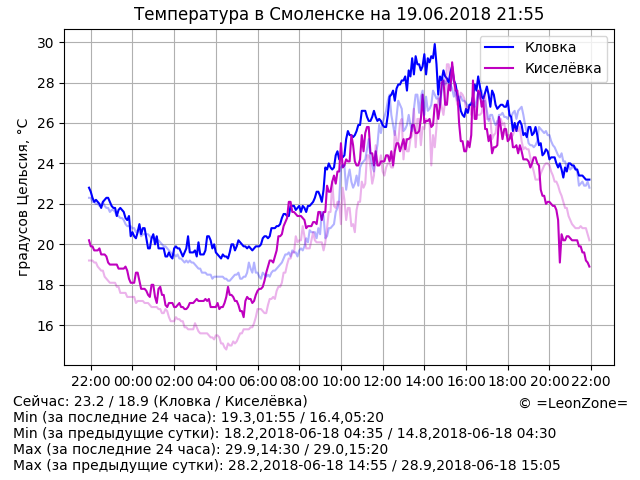 Температура в Смоленске на 19.06.2018 21:55
Кловка
Киселёвка
градусов Цельсия, °C
30
28
26
24
22
20
18
16
22:00 00:00 02:00 04:00 06:00 08:00 10:00 12:00 14:00 16:00 18:00 20:00 22:00
Сейчас: 23.2 / 18.9 (Кловка / Киселёвка)
© =LeonZone=
Min (за последние 24 часа): 19.3,01:55 / 16.4,05:20
Min (за предыдущие сутки): 18.2,2018-06-18 04:35 / 14.8,2018-06-18 04:30
Max (за последние 24 часа): 29.9,14:30 / 29.0,15:20
Max (за предыдущие сутки): 28.2,2018-06-18 14:55 / 28.9,2018-06-18 15:05